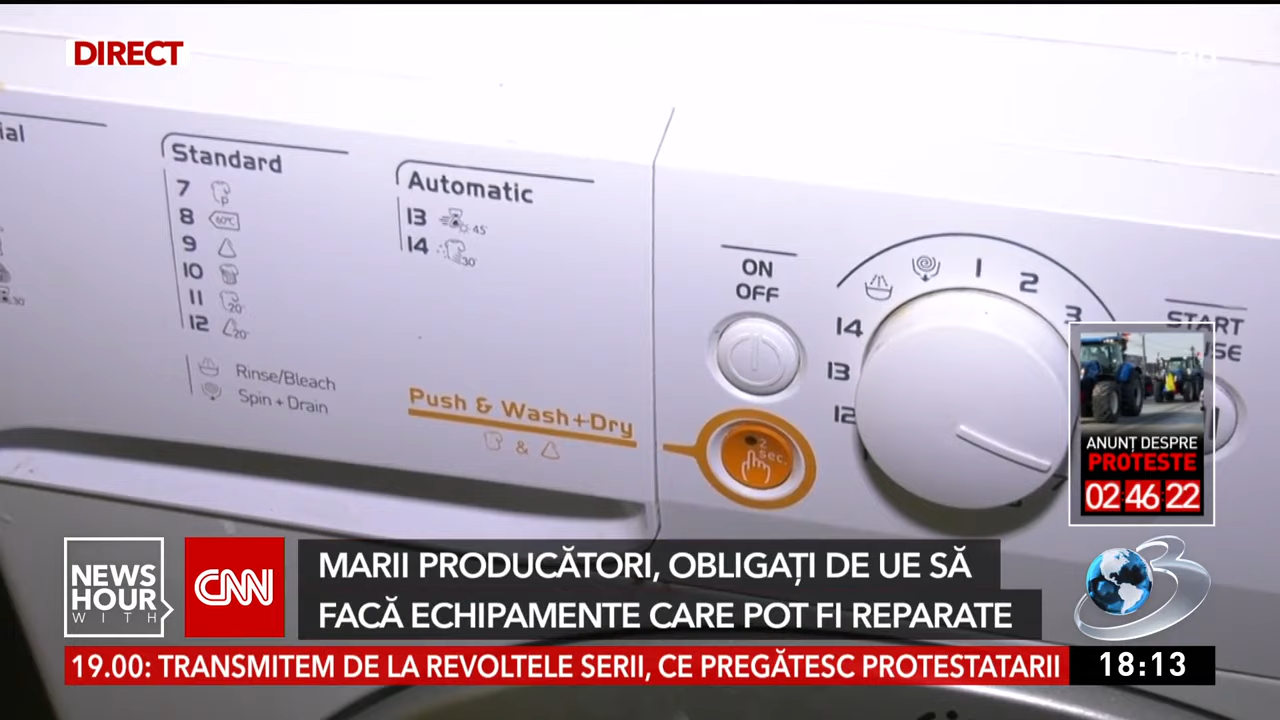 DIRECT
Standard
7
8 60°C
9
10
11 20'
12 20'
Rinse/Bleach
Spin + Drain
Automatic
13 45'
14 30'
Push & Wash+Dry
&
ON
OFF
2
sec.
1
2
3
14
13
12
7
START
ANUNȚ DESPRE
PROTESTE
02 46 22
NEWS
HOUR
WITH
CNN
MARII PRODUCĂTORI, OBLIGAȚI DE UE SĂ
FACĂ ECHIPAMENTE CARE POT FI REPARATE
3
19.00: TRANSMITEM DE LA REVOLTELE SERII, CE PREGĂTESC PROTESTATARII
18:13